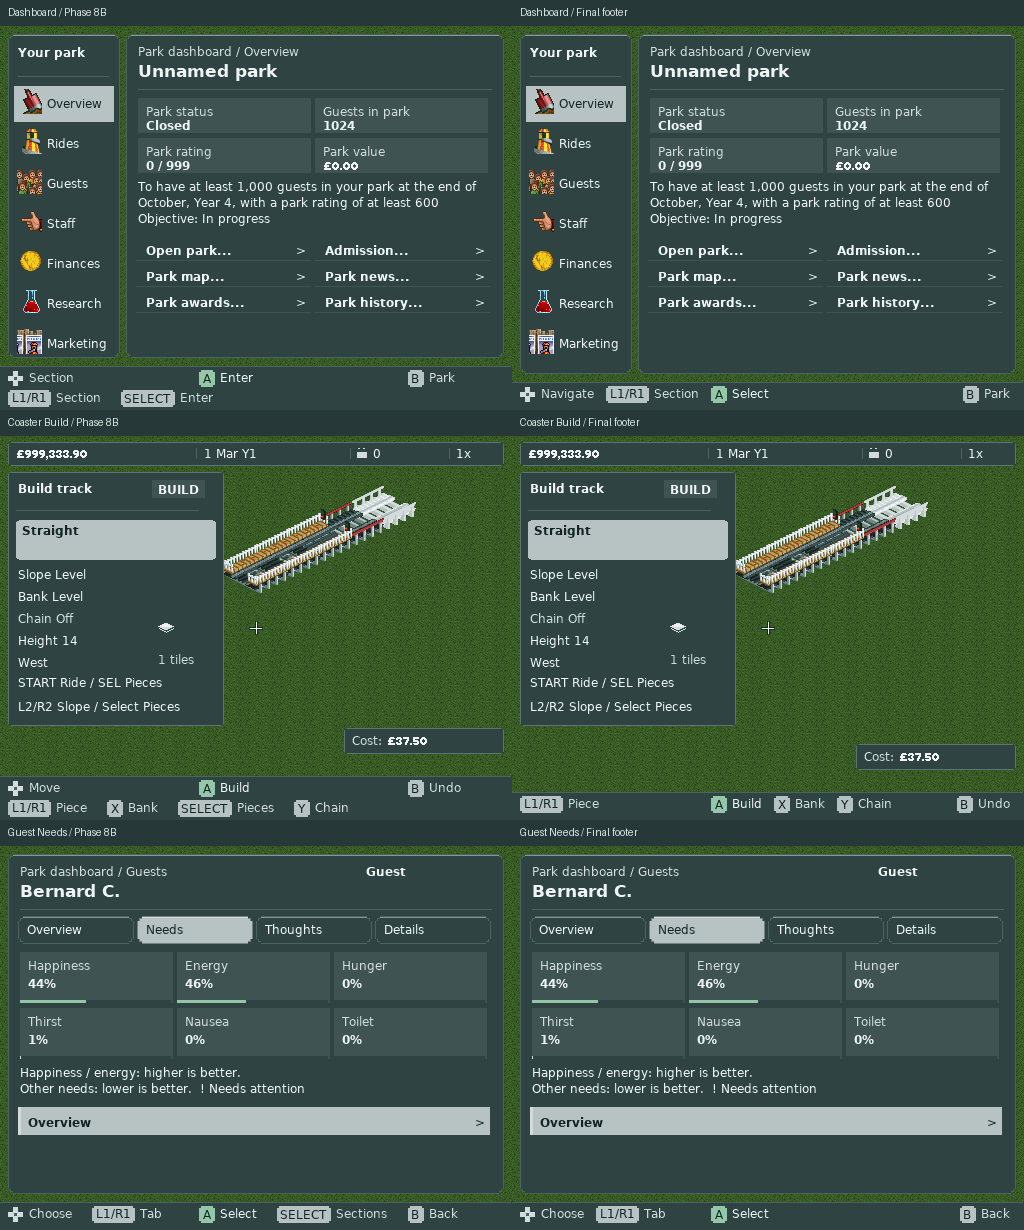 Dashboard / Phase 8B
Your park
Overview
Rides
Guests
Staff
Finances
Research
Marketing
Park dashboard / Overview
Unnamed park
Park status
Closed
Guests in park
1024
Park rating
0 / 999
Park value
£0.00
To have at least 1,000 guests in your park at the end of
October, Year 4, with a park rating of at least 600
Objective: In progress
Open park... >
Admission... >
Park map... >
Park news... >
Park awards... >
Park history... >
Section
A Enter
B Park
L1/R1 Section
SELECT Enter
Dashboard / Final footer
Your park
Overview
Rides
Guests
Staff
Finances
Research
Marketing
Park dashboard / Overview
Unnamed park
Park status
Closed
Guests in park
1024
Park rating
0 / 999
Park value
£0.00
To have at least 1,000 guests in your park at the end of
October, Year 4, with a park rating of at least 600
Objective: In progress
Open park... >
Admission... >
Park map... >
Park news... >
Park awards... >
Park history... >
Navigate
L1/R1 Section
A Select
B Park
Coaster Build / Phase 8B
£999,333.90
1 Mar Y1
0
1x
Build track
BUILD
Straight
Slope Level
Bank Level
Chain Off
Height 14
West
1 tiles
START Ride / SEL Pieces
L2/R2 Slope / Select Pieces
Cost: £37.50
Move
A Build
B Undo
L1/R1 Piece
X Bank
SELECT Pieces
Y Chain
Coaster Build / Final footer
£999,333.90
1 Mar Y1
0
1x
Build track
BUILD
Straight
Slope Level
Bank Level
Chain Off
Height 14
West
1 tiles
START Ride / SEL Pieces
L2/R2 Slope / Select Pieces
Cost: £37.50
L1/R1 Piece
A Build
X Bank
Y Chain
B Undo
Guest Needs / Phase 8B
Park dashboard / Guests
Guest
Bernard C.
Overview
Needs
Thoughts
Details
Happiness
44%
Energy
46%
Hunger
0%
Thirst
1%
Nausea
0%
Toilet
0%
Happiness / energy: higher is better.
Other needs: lower is better. ! Needs attention
Overview >
Choose
L1/R1 Tab
A Select
SELECT Sections
B Back
Guest Needs / Final footer
Park dashboard / Guests
Guest
Bernard C.
Overview
Needs
Thoughts
Details
Happiness
44%
Energy
46%
Hunger
0%
Thirst
1%
Nausea
0%
Toilet
0%
Happiness / energy: higher is better.
Other needs: lower is better. ! Needs attention
Overview >
Choose
L1/R1 Tab
A Select
B Back